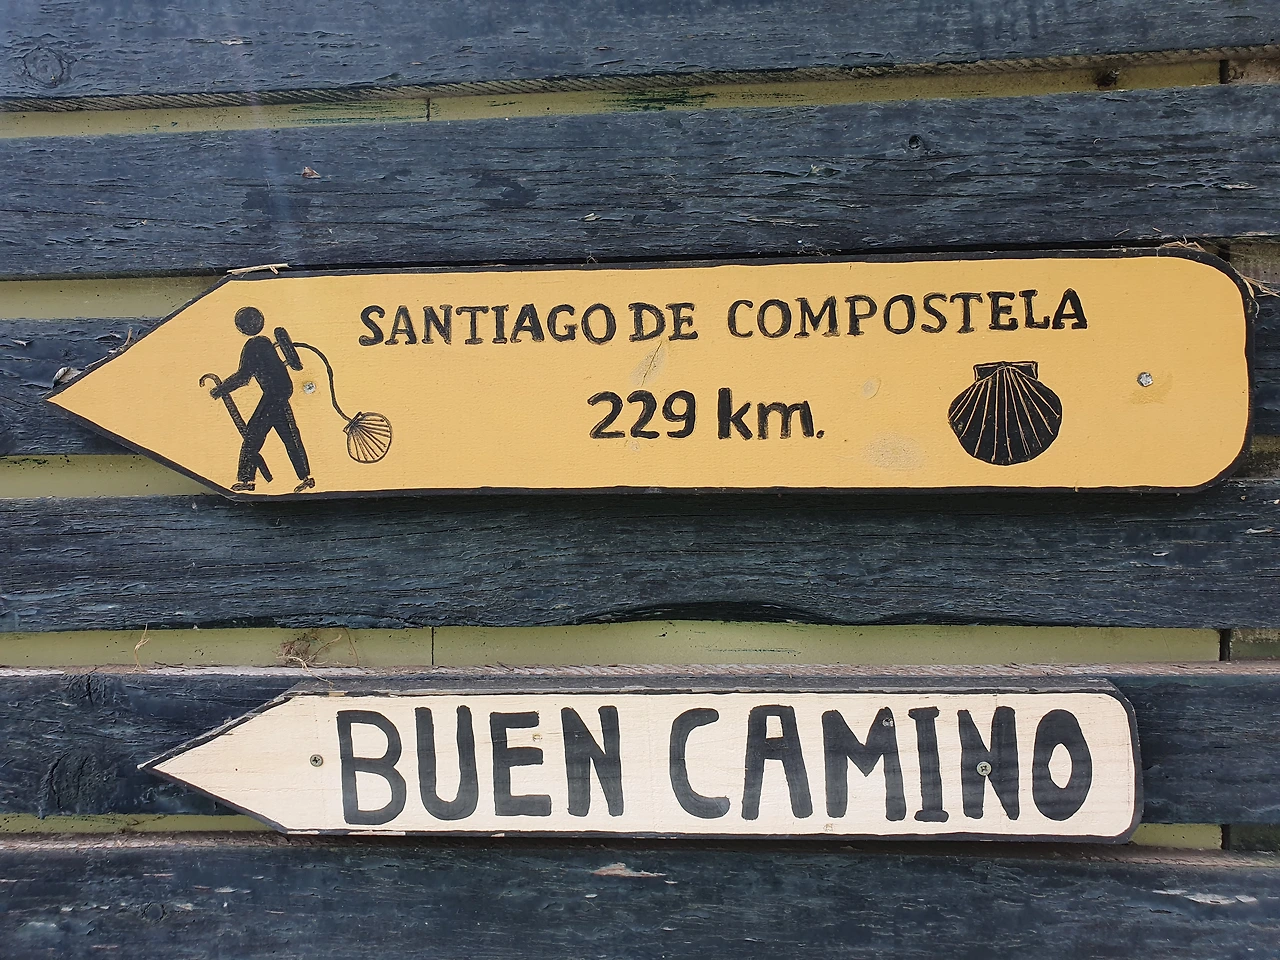 SANTIAGO DE COMPOSTELA
229 km.
BUEN CAMINO